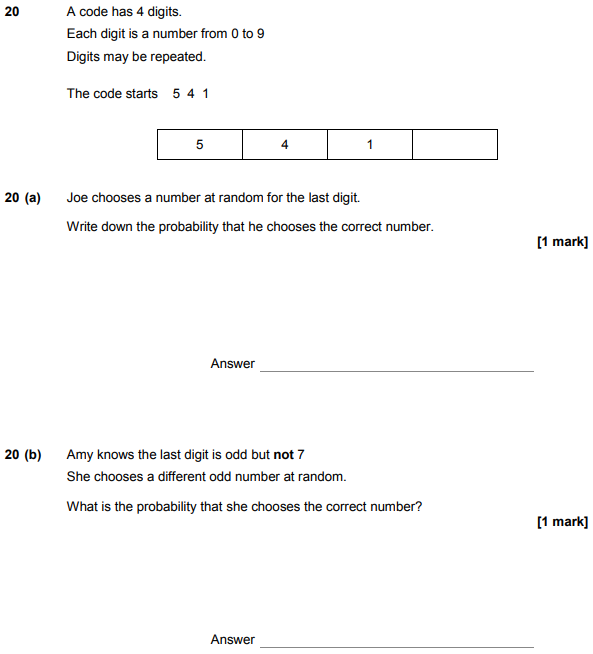 20 A code has 4 digits.
Each digit is a number from 0 to 9
Digits may be repeated.
The code starts 5 4 1
5 4 1
20 (a) Joe chooses a number at random for the last digit.
Write down the probability that he chooses the correct number.
[1 mark]
Answer
20 (b) Amy knows the last digit is odd but not 7
She chooses a different odd number at random.
What is the probability that she chooses the correct number?
[1 mark]
Answer